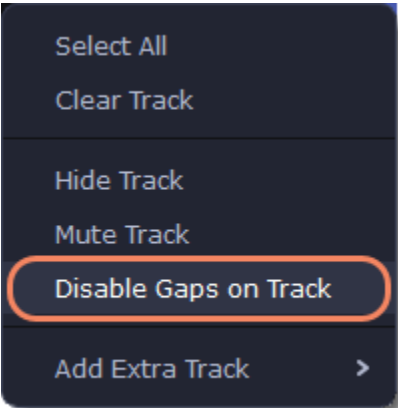 Select All
Clear Track
Hide Track
Mute Track
Disable Gaps on Track
Add Extra Track